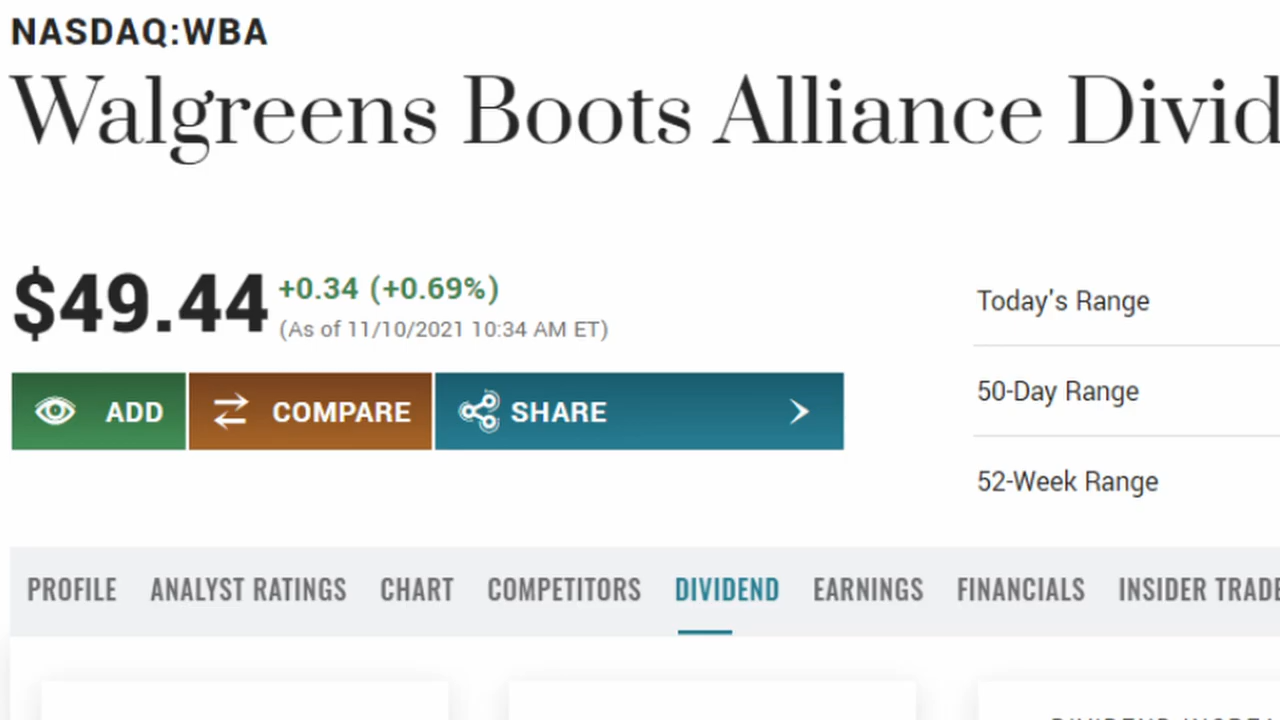 NASDAQ:WBA
Walgreens Boots Alliance Divid
$49.44 +0.34 (+0.69%)
(As of 11/10/2021 10:34 AM ET)
ADD COMPARE SHARE
Today's Range
50-Day Range
52-Week Range
PROFILE ANALYST RATINGS CHART COMPETITORS DIVIDEND EARNINGS FINANCIALS INSIDER TRADE